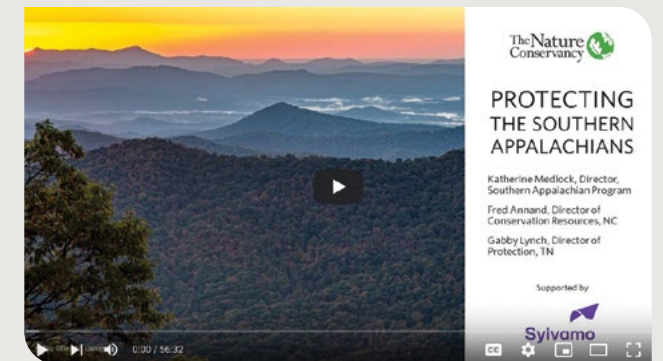 The Nature
Conservancy
PROTECTING
THE SOUTHERN
APPALACHIANS
Katherine Medlock, Director,
Southern Appalachian Program
Fred Annand, Director of
Conservation Resources, NC
Gabby Lynch, Director of
Protection, TN
Supported by
Sylvamo
0:00 / 56:32
CC